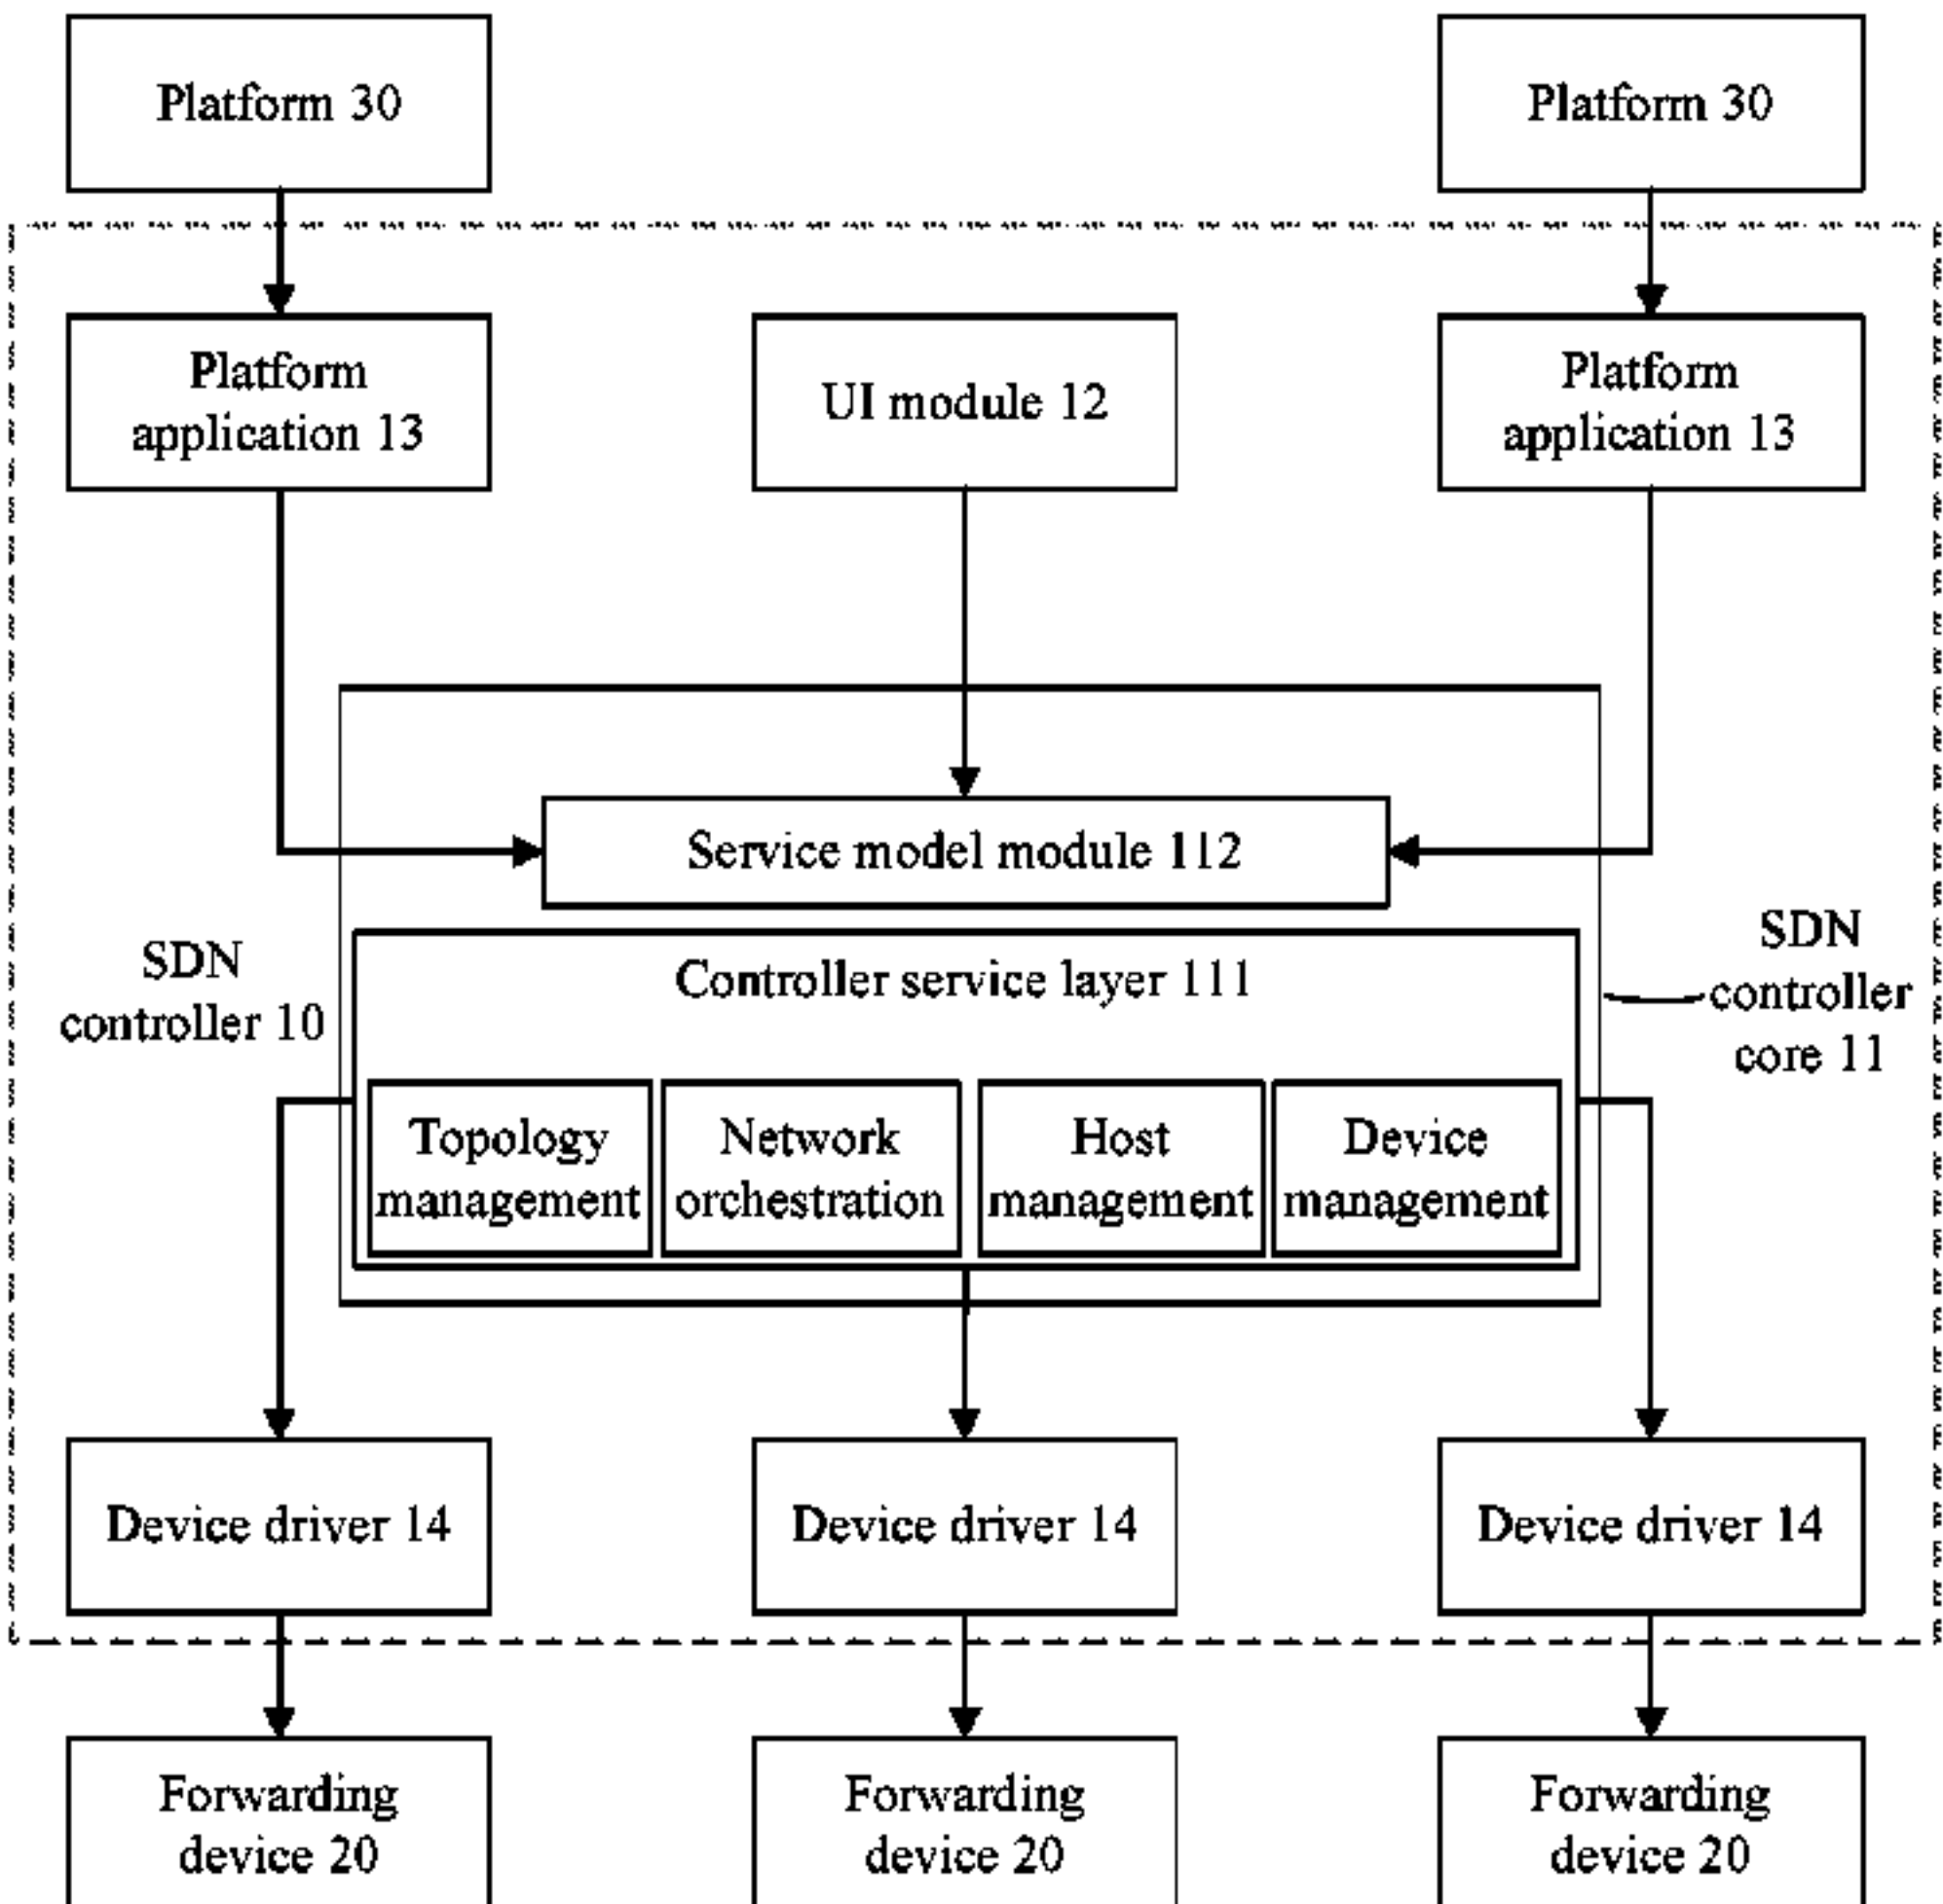 Platform 30
Platform 30
Platform
application 13
UI module 12
Platform
application 13
Service model module 112
SDN
controller 10
Controller service layer 111
SDN
controller
core 11
Topology
management
Network
orchestration
Host
management
Device
management
Device driver 14
Device driver 14
Device driver 14
Forwarding
device 20
Forwarding
device 20
Forwarding
device 20